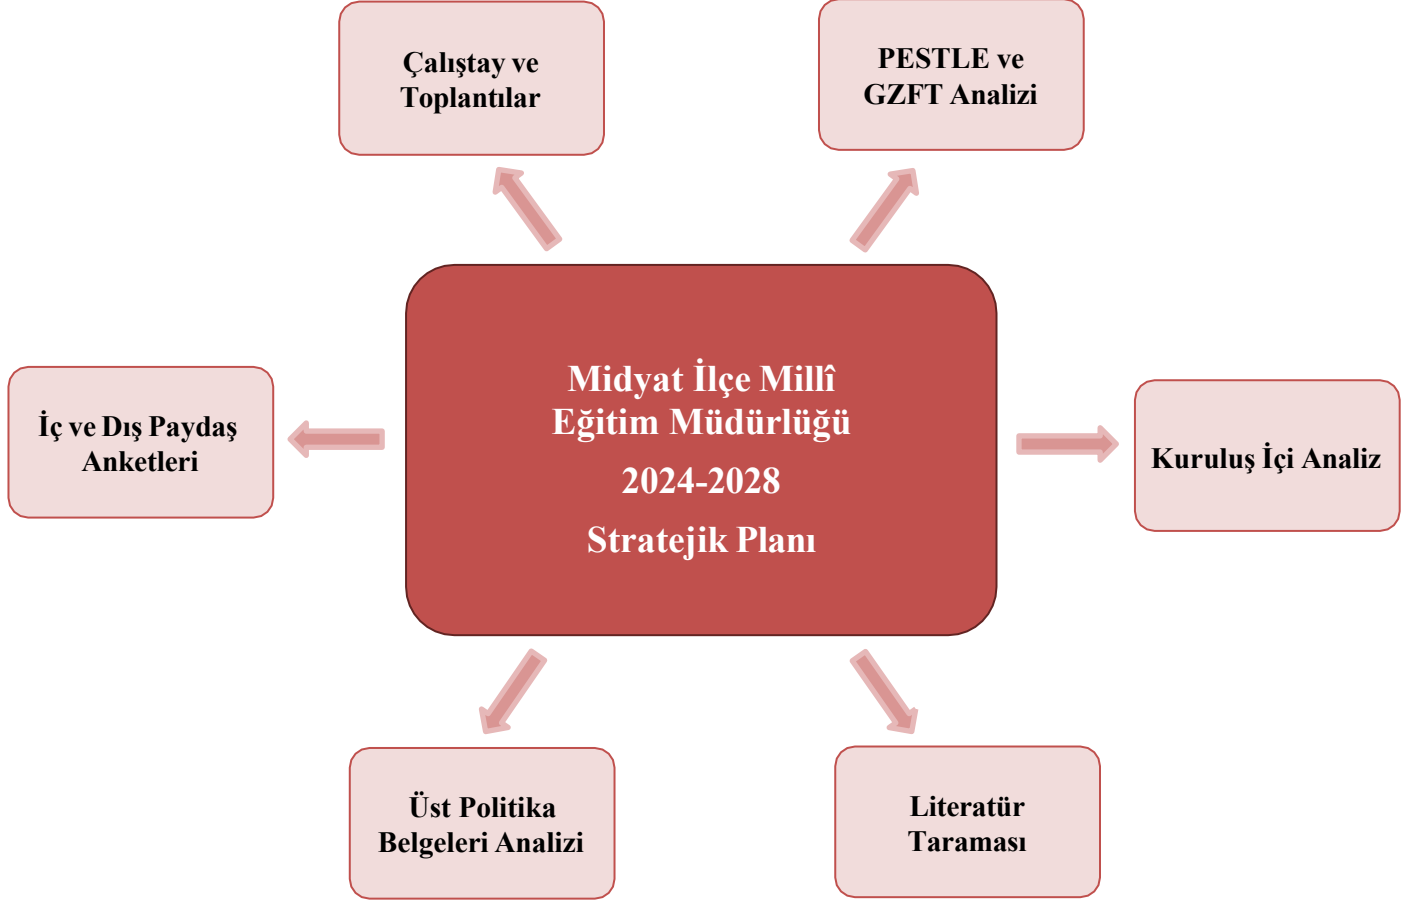 Çalıştay ve
Toplantılar
PESTLE ve
GZFT Analizi
Midyat İlçe Millî
Eğitim Müdürlüğü
2024-2028
Stratejik Planı
İç ve Dış Paydaş
Anketleri
Kuruluş İçi Analiz
Üst Politika
Belgeleri Analizi
Literatür
Taraması